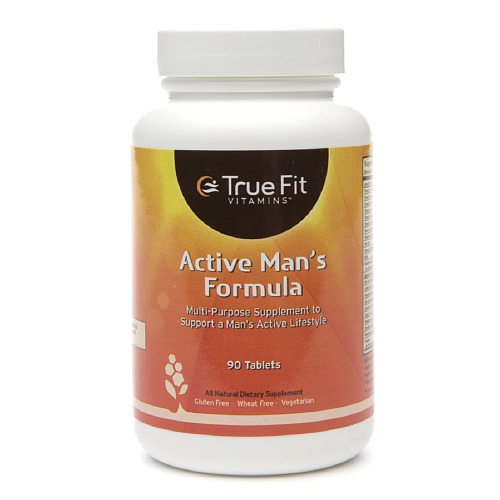 True Fit
VITAMINS™
Active Man's
Formula
Multi-Purpose Supplement to
Support a Man's Active Lifestyle
90 Tablets
All Natural Dietary Supplement
Gluten Free · Wheat Free · Vegetarian